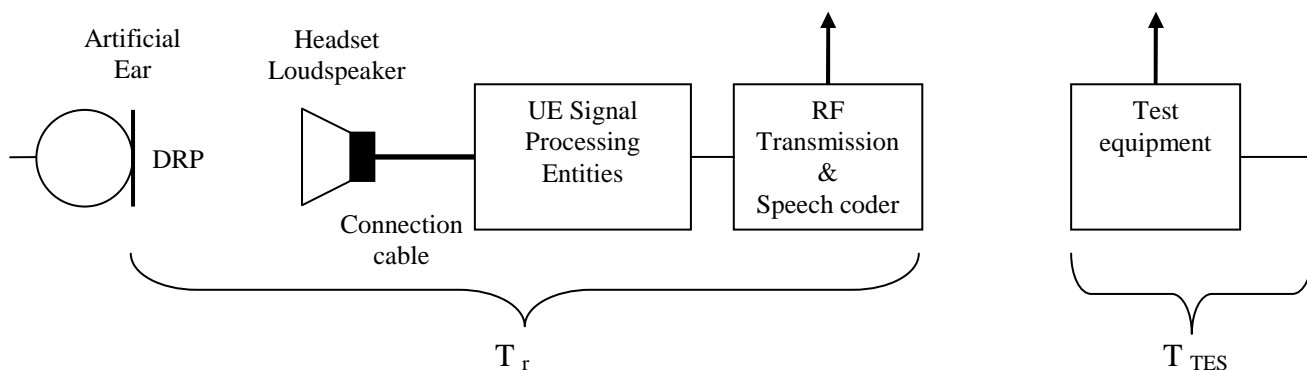 Artificial
Ear
DRP
Headset
Loudspeaker
Connection
cable
UE Signal
Processing
Entities
RF
Transmission
&
Speech coder
Test
equipment
T r
T TES